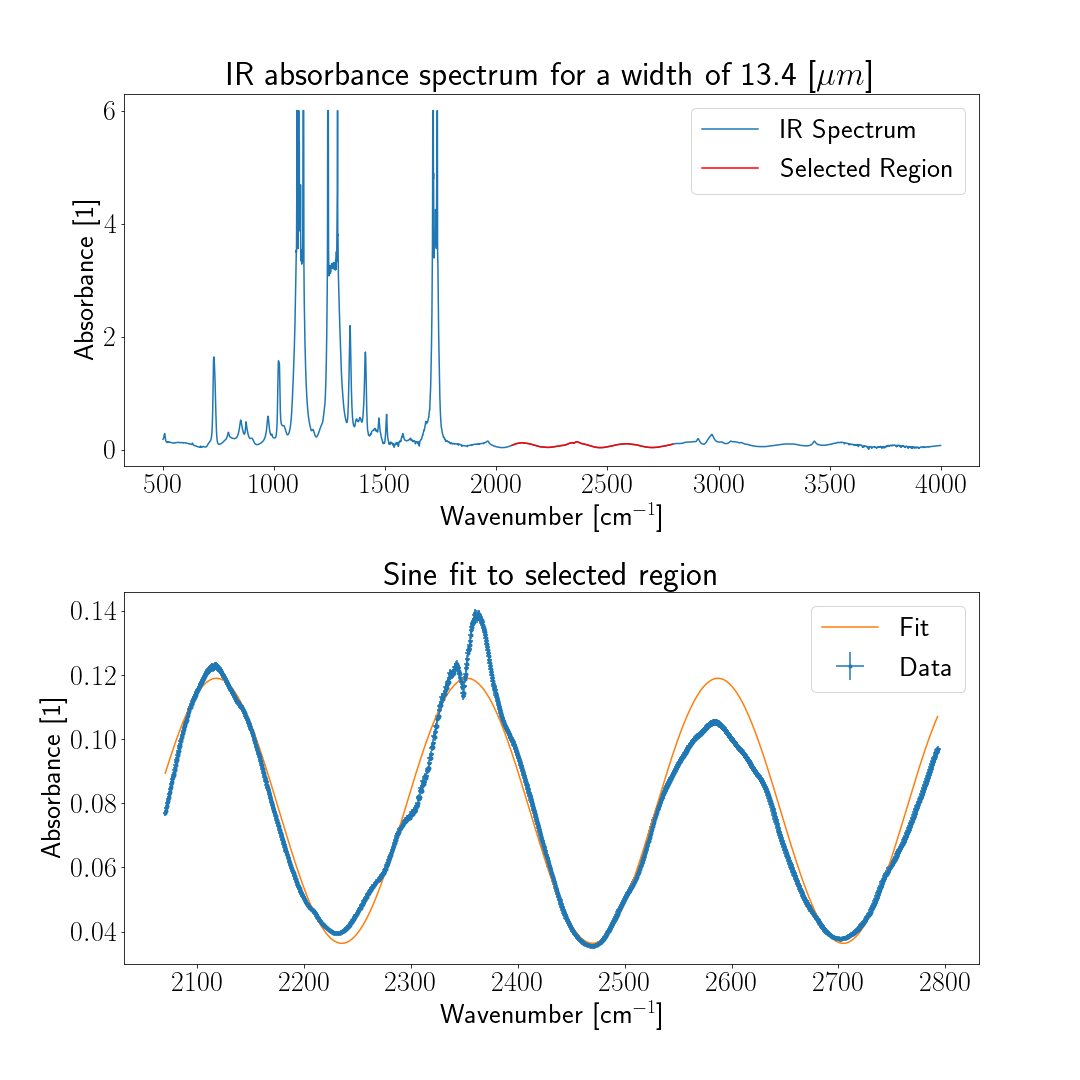 IR absorbance spectrum for a width of 13.4 [μm]
6
4
2
0
Absorbance [1]
IR Spectrum
Selected Region
500 1000 1500 2000 2500 3000 3500 4000
Wavenumber [cm⁻¹]
Sine fit to selected region
0.14
0.12
0.10
0.08
0.06
0.04
Absorbance [1]
Fit
Data
2100 2200 2300 2400 2500 2600 2700 2800
Wavenumber [cm⁻¹]